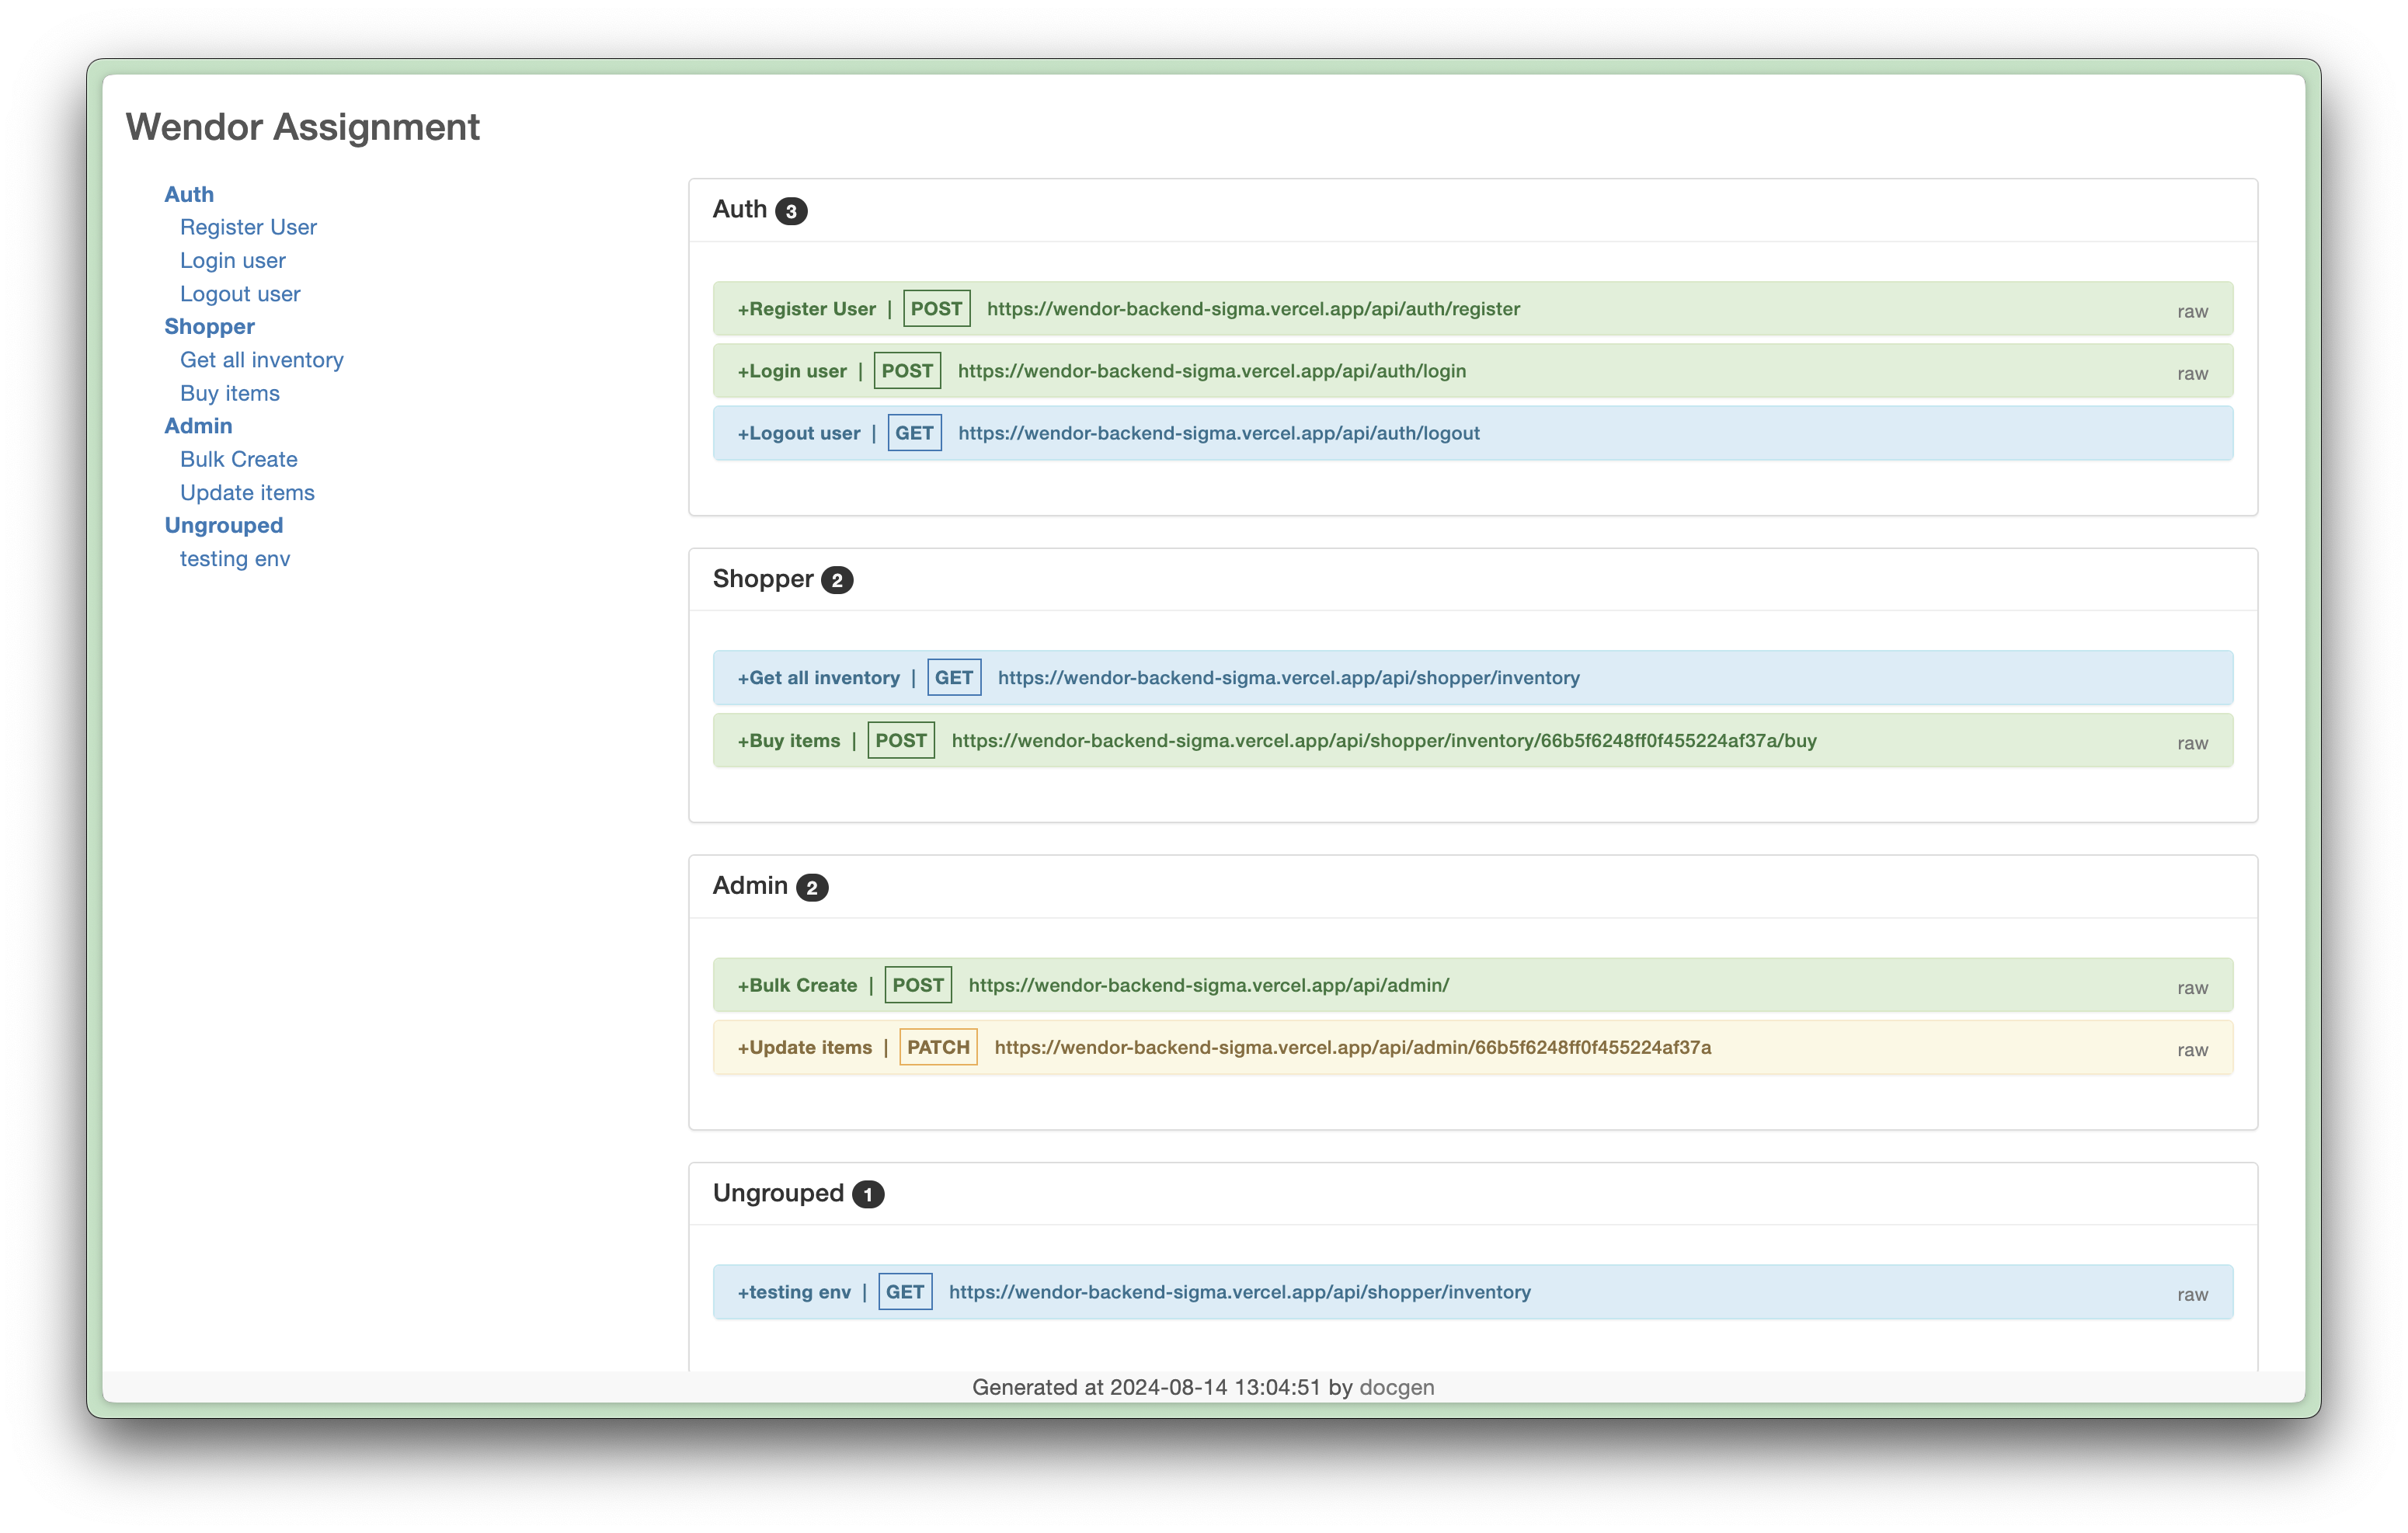 Wendor Assignment
Auth
Register User
Login user
Logout user
Shopper
Get all inventory
Buy items
Admin
Bulk Create
Update items
Ungrouped
testing env
Auth 3
+Register User | POST https://wendor-backend-sigma.vercel.app/api/auth/register raw
+Login user | POST https://wendor-backend-sigma.vercel.app/api/auth/login raw
+Logout user | GET https://wendor-backend-sigma.vercel.app/api/auth/logout
Shopper 2
+Get all inventory | GET https://wendor-backend-sigma.vercel.app/api/shopper/inventory
+Buy items | POST https://wendor-backend-sigma.vercel.app/api/shopper/inventory/66b5f6248ff0f455224af37a/buy raw
Admin 2
+Bulk Create | POST https://wendor-backend-sigma.vercel.app/api/admin/ raw
+Update items | PATCH https://wendor-backend-sigma.vercel.app/api/admin/66b5f6248ff0f455224af37a raw
Ungrouped 1
+testing env | GET https://wendor-backend-sigma.vercel.app/api/shopper/inventory raw
Generated at 2024-08-14 13:04:51 by docgen